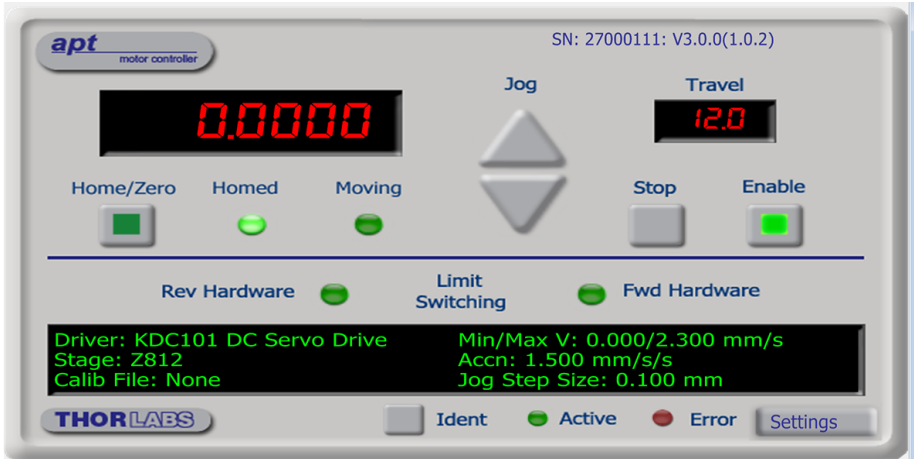 apt
motor controller
SN: 27000111: V3.0.0(1.0.2)
0.0000
Jog
Travel
12.0
Home/Zero
Homed
Moving
Stop
Enable
Rev Hardware
Limit
Switching
Fwd Hardware
Driver: KDC101 DC Servo Drive
Stage: Z812
Calib File: None
Min/Max V: 0.000/2.300 mm/s
Accn: 1.500 mm/s/s
Jog Step Size: 0.100 mm
THORLABS
Ident
Active
Error
Settings